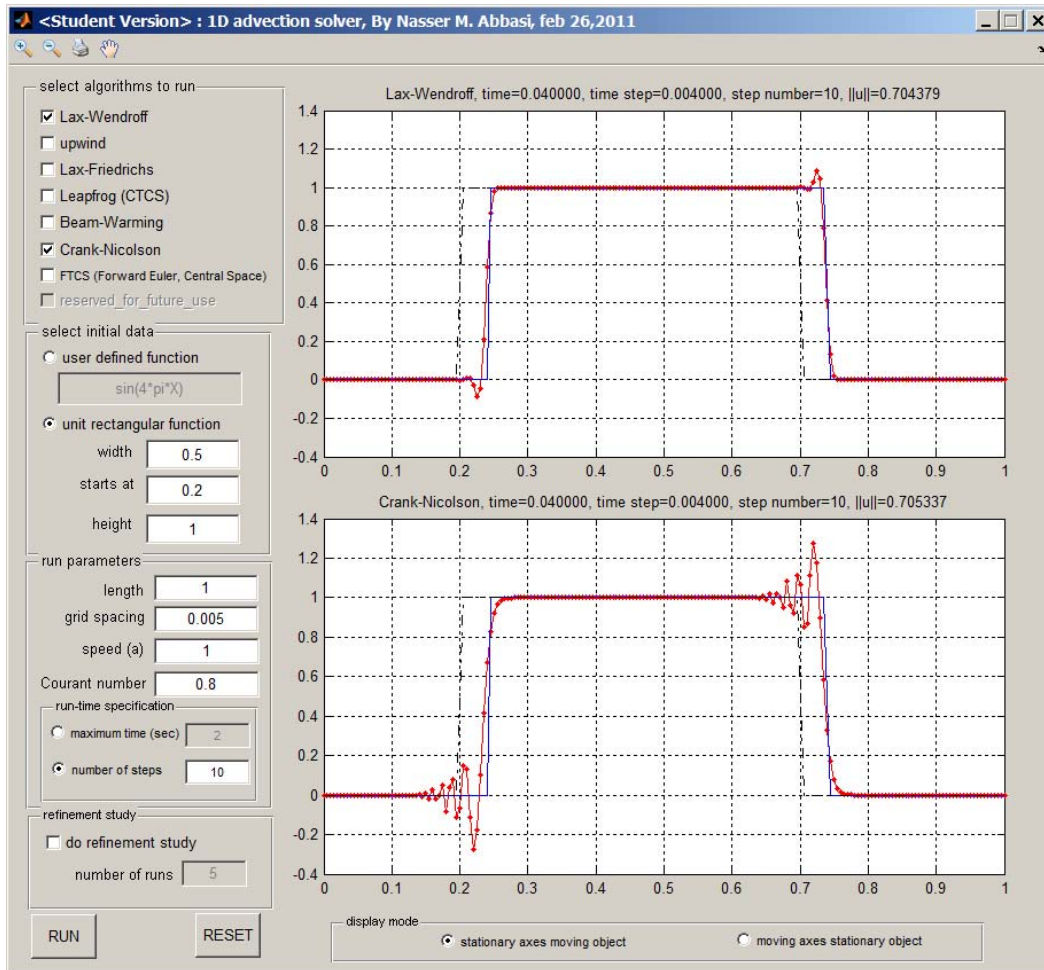 <Student Version> : 1D advection solver, By Nasser M. Abbasi, feb 26,2011
select algorithms to run
Lax-Wendroff
upwind
Lax-Friedrichs
Leapfrog (CTCS)
Beam-Warming
Crank-Nicolson
FTCS (Forward Euler, Central Space)
reserved_for_future_use
select initial data
user defined function
sin(4*pi*X)
unit rectangular function
width 0.5
starts at 0.2
height 1
run parameters
length 1
grid spacing 0.005
speed (a) 1
Courant number 0.8
run-time specification
maximum time (sec) 2
number of steps 10
refinement study
do refinement study
number of runs 5
RUN RESET
Lax-Wendroff, time=0.040000, time step=0.004000, step number=10, ||u||=0.704379
1.4
1.2
1
0.8
0.6
0.4
0.2
0
-0.2
-0.4
0 0.1 0.2 0.3 0.4 0.5 0.6 0.7 0.8 0.9 1
Crank-Nicolson, time=0.040000, time step=0.004000, step number=10, ||u||=0.705337
1.4
1.2
1
0.8
0.6
0.4
0.2
0
-0.2
-0.4
0 0.1 0.2 0.3 0.4 0.5 0.6 0.7 0.8 0.9 1
display mode
stationary axes moving object moving axes stationary object